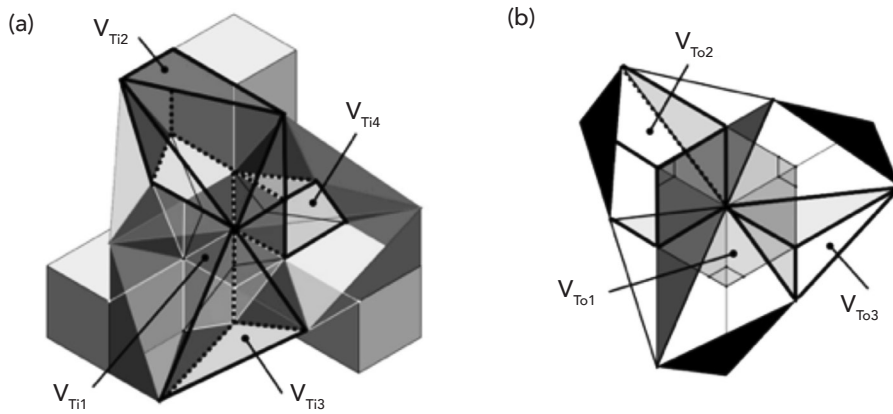 (a)
V_Ti2
V_Ti4
V_Ti1
V_Ti3
(b)
V_To2
V_To1
V_To3